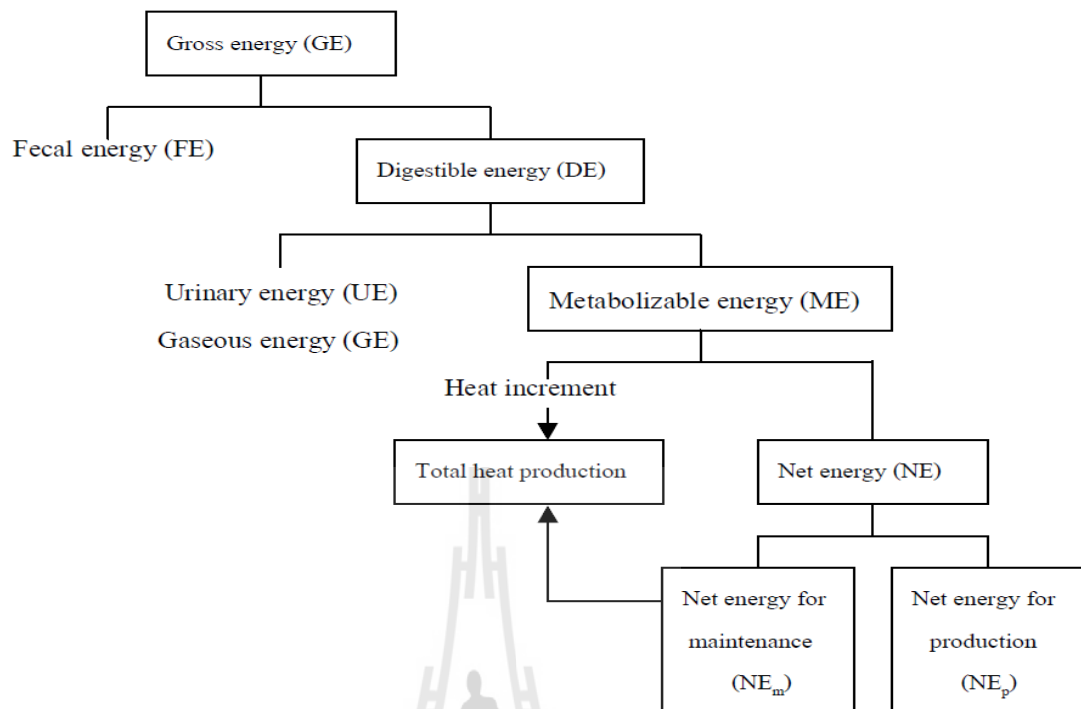 Gross energy (GE)
Fecal energy (FE)
Digestible energy (DE)
Urinary energy (UE)
Gaseous energy (GE)
Metabolizable energy (ME)
Heat increment
Total heat production
Net energy (NE)
Net energy for
maintenance
(NEm)
Net energy for
production
(NEp)